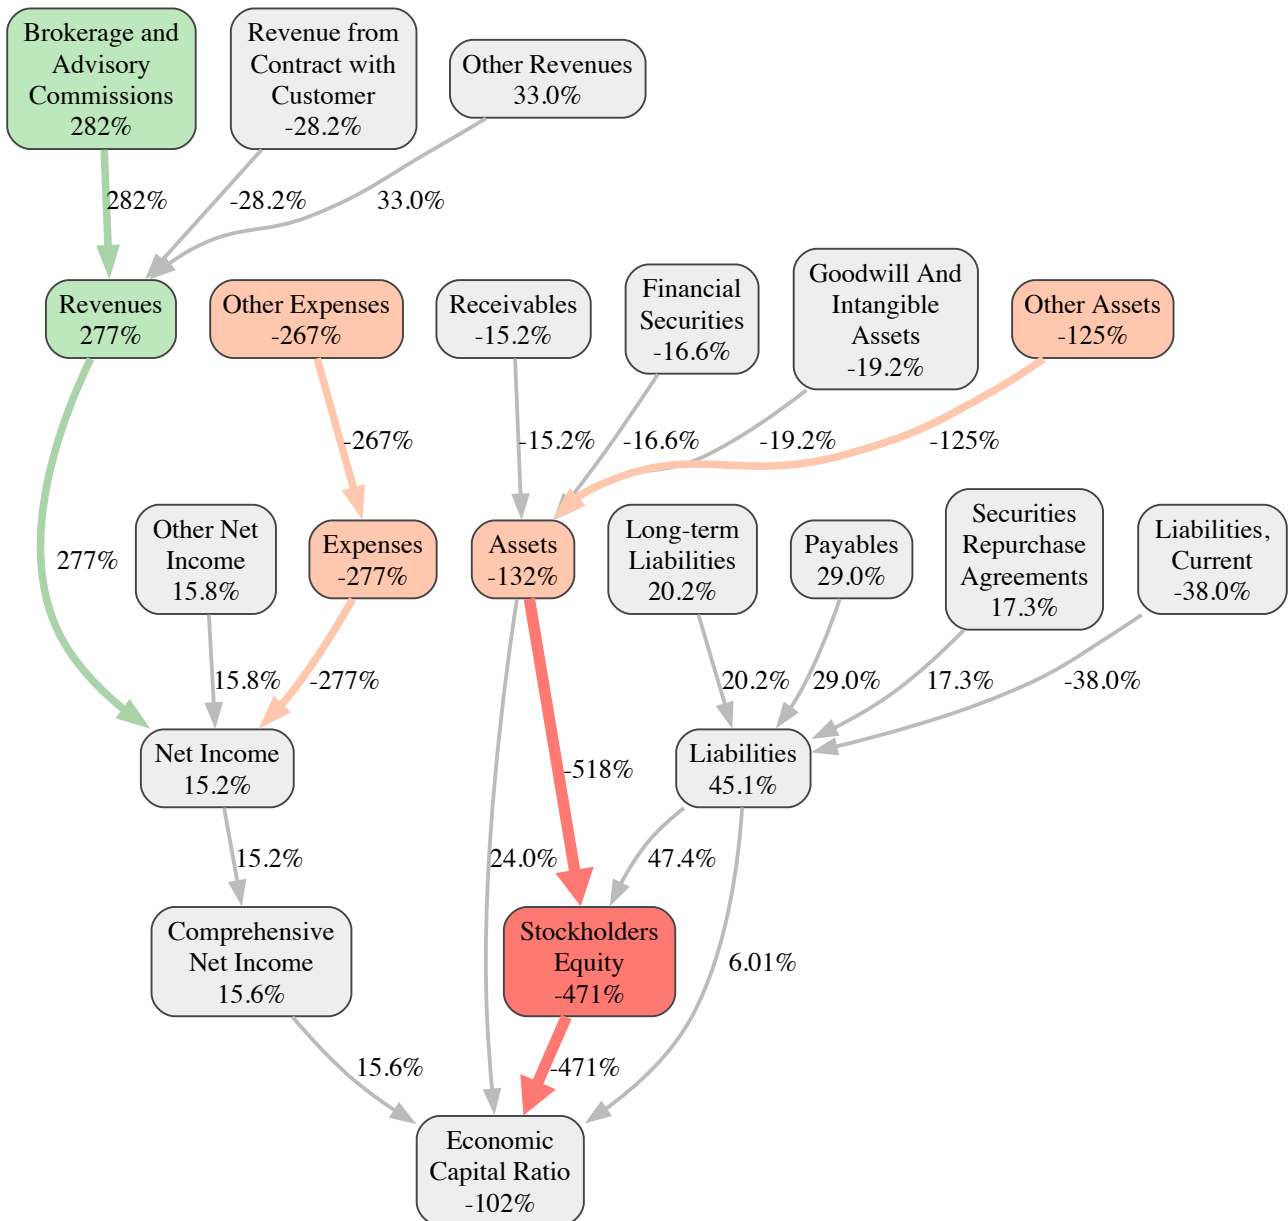 Brokerage and
Advisory
Commissions
282%
Revenue from
Contract with
Customer
-28.2%
Other Revenues
33.0%
282%
-28.2%
33.0%
Revenues
277%
Other Expenses
-267%
Receivables
-15.2%
Financial
Securities
-16.6%
Goodwill And
Intangible
Assets
-19.2%
Other Assets
-125%
-267%
-15.2%
-16.6%
-19.2%
-125%
277%
Other Net
Income
15.8%
Expenses
-277%
Assets
-132%
Long-term
Liabilities
20.2%
Payables
29.0%
Securities
Repurchase
Agreements
17.3%
Liabilities,
Current
-38.0%
15.8%
-277%
20.2%
29.0%
17.3%
-38.0%
Net Income
15.2%
-518%
Liabilities
45.1%
15.2%
24.0%
47.4%
Comprehensive
Net Income
15.6%
Stockholders
Equity
-471%
6.01%
15.6%
-471%
Economic
Capital Ratio
-102%